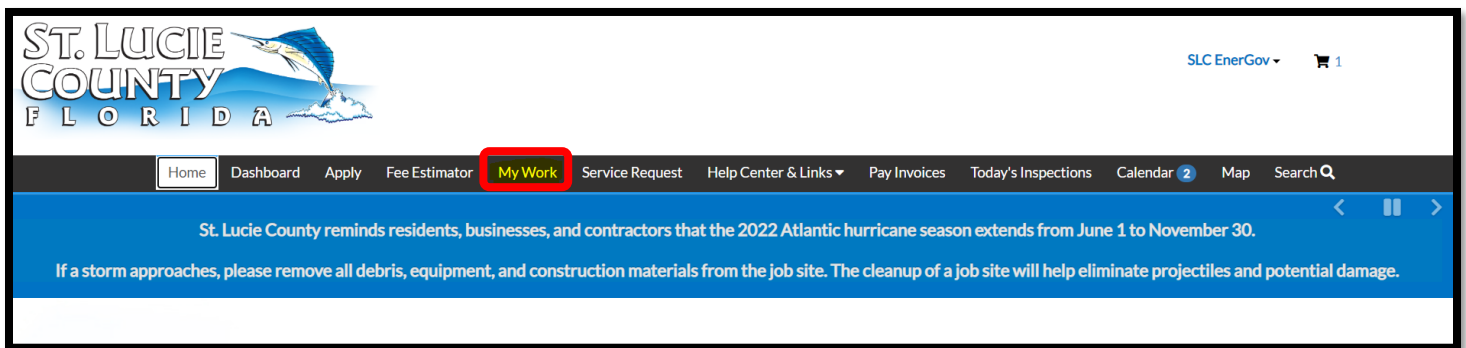 ST. LUCIE
COUNTY
FLORIDA
SLC EnerGov
1
Home Dashboard Apply Fee Estimator My Work Service Request Help Center & Links Pay Invoices Today's Inspections Calendar 2 Map Search
St. Lucie County reminds residents, businesses, and contractors that the 2022 Atlantic hurricane season extends from June 1 to November 30.
If a storm approaches, please remove all debris, equipment, and construction materials from the job site. The cleanup of a job site will help eliminate projectiles and potential damage.